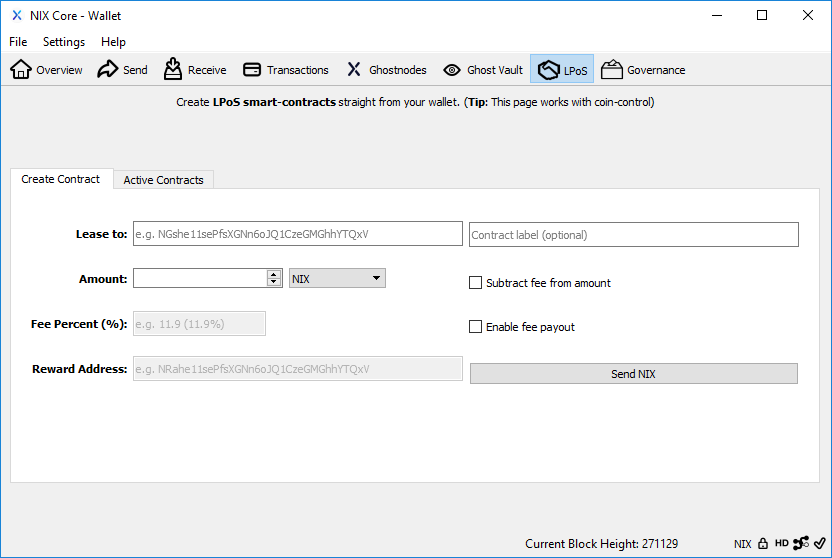 NIX Core - Wallet
File Settings Help
Overview Send Receive Transactions Ghostnodes Ghost Vault LPoS Governance
Create LPoS smart-contracts straight from your wallet. (Tip: This page works with coin-control)
Create Contract Active Contracts
Lease to: e.g. NGshe11sePfsXGNn6oJQ1CzeGMGhhYTQxV Contract label (optional)
Amount: NIX Subtract fee from amount
Fee Percent (%): e.g. 11.9 (11.9%) Enable fee payout
Reward Address: e.g. NRahe11sePfsXGNn6oJQ1CzeGMGhhYTQxV Send NIX
Current Block Height: 271129 NIX HD